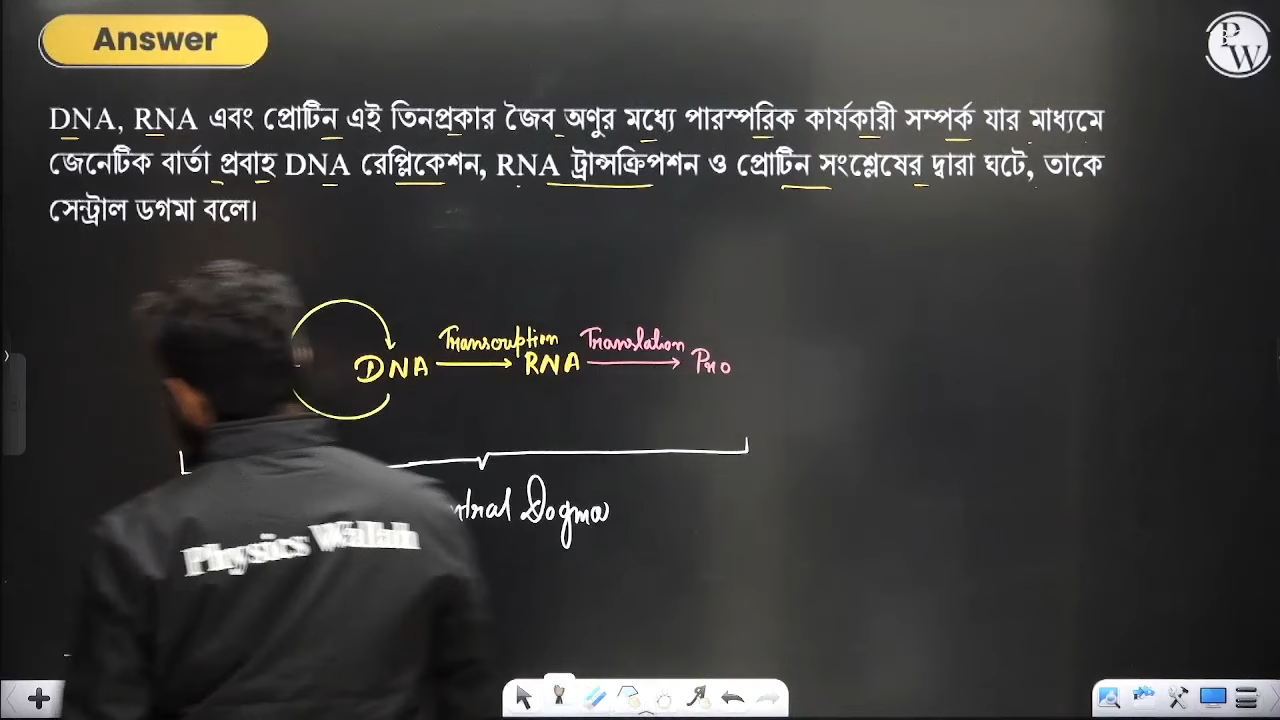 Answer
PW
DNA, RNA এবং প্রোটিন এই তিনপ্রকার জৈব অণুর মধ্যে পারস্পরিক কার্যকারী সম্পর্ক যার মাধ্যমে
জেনেটিক বার্তা প্রবাহ DNA রেপ্লিকেশন, RNA ট্রান্সক্রিপশন ও প্রোটিন সংশ্লেষের দ্বারা ঘটে, তাকে
সেন্ট্রাল ডগমা বলে।
Transcription Translation
DNA RNA Pro
Dogma
Physics Wallah